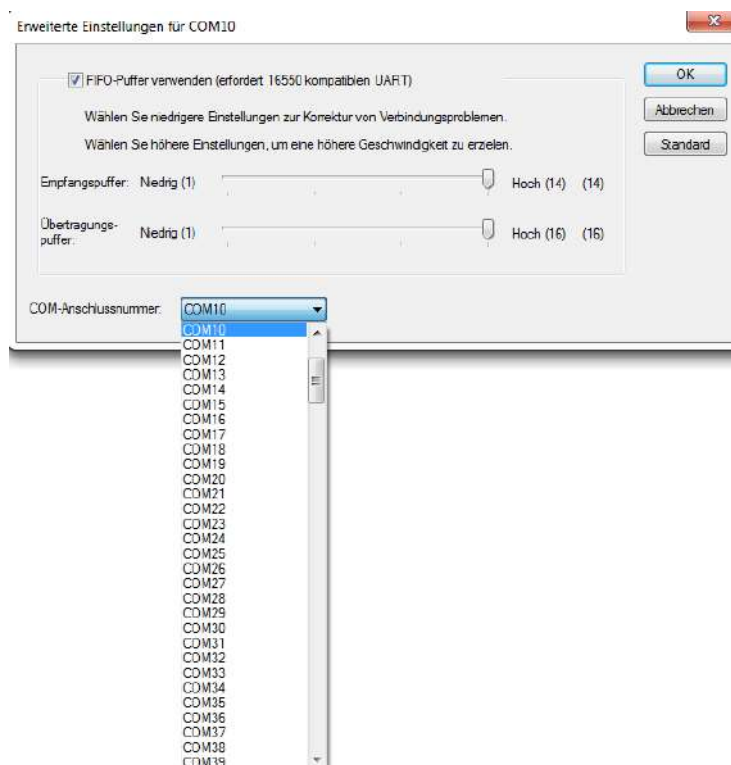 Erweiterte Einstellungen für COM10
FIFO-Puffer verwenden (erfordert 16550 kompatiblen UART)
OK
Wählen Sie niedrigere Einstellungen zur Korrektur von Verbindungsproblemen.
Abbrechen
Wählen Sie höhere Einstellungen, um eine höhere Geschwindigkeit zu erzielen.
Standard
Empfangspuffer: Niedrig (1) Hoch (14) (14)
Übertragungs-
puffer: Niedrig (1) Hoch (16) (16)
COM-Anschlussnummer: COM10
COM10
COM11
COM12
COM13
COM14
COM15
COM16
COM17
COM18
COM19
COM20
COM21
COM22
COM23
COM24
COM25
COM26
COM27
COM28
COM29
COM30
COM31
COM32
COM33
COM34
COM35
COM36
COM37
COM38
COM39